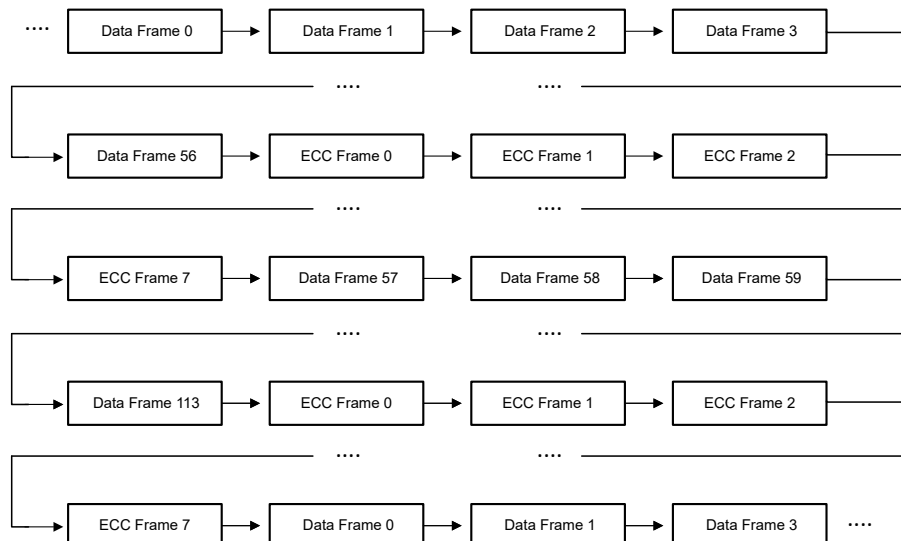 .... Data Frame 0 Data Frame 1 Data Frame 2 Data Frame 3
.... ....
Data Frame 56 ECC Frame 0 ECC Frame 1 ECC Frame 2
.... ....
ECC Frame 7 Data Frame 57 Data Frame 58 Data Frame 59
.... ....
Data Frame 113 ECC Frame 0 ECC Frame 1 ECC Frame 2
.... ....
ECC Frame 7 Data Frame 0 Data Frame 1 Data Frame 3 ....